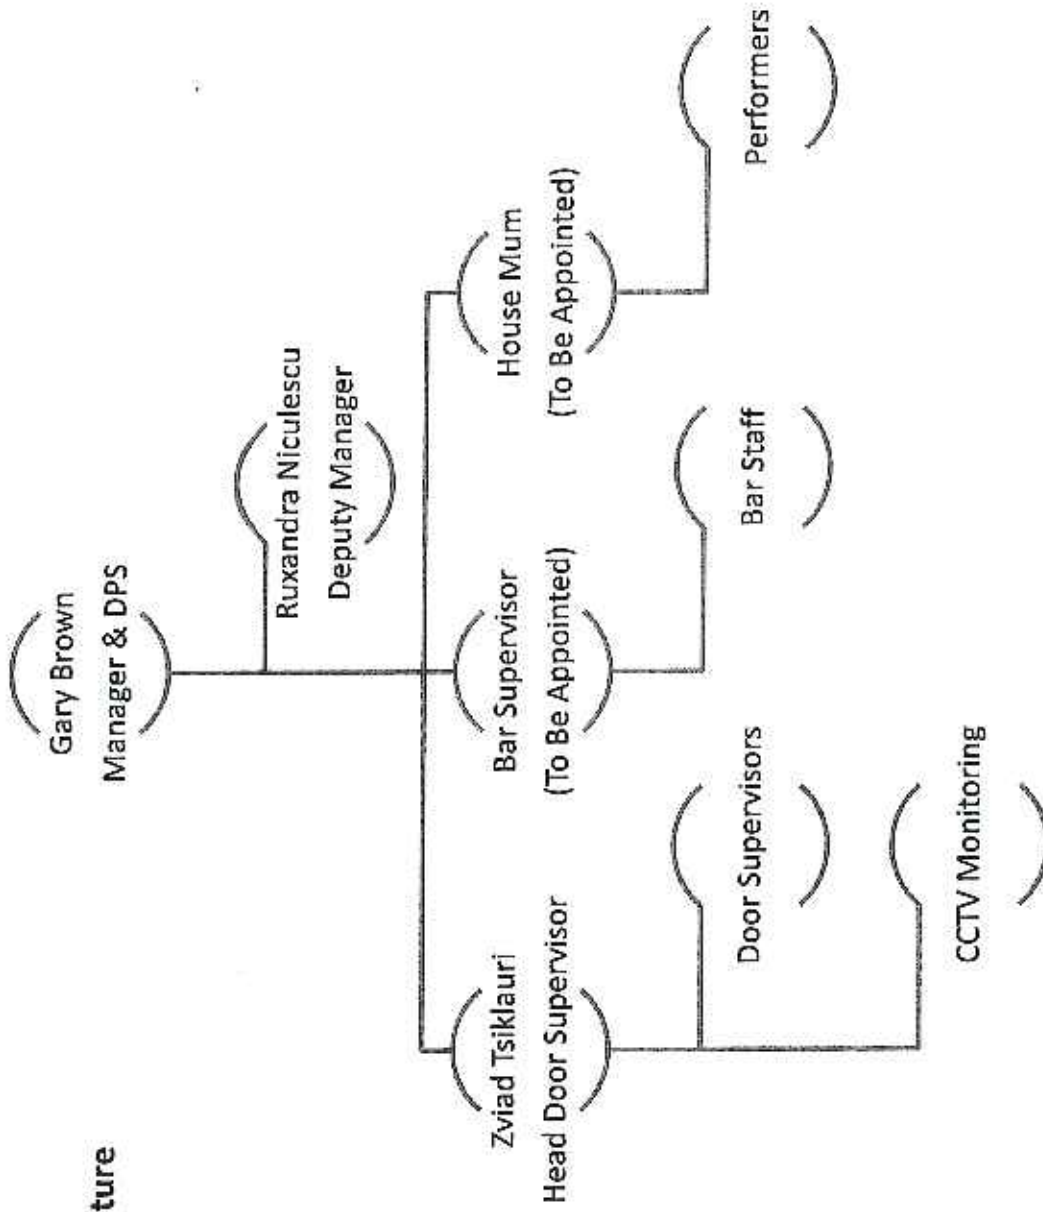 ture
Gary Brown
Manager & DPS
Ruxandra Niculescu
Deputy Manager
Zviad Tsiklauri
Head Door Supervisor
Bar Supervisor
(To Be Appointed)
House Mum
(To Be Appointed)
Door Supervisors
Bar Staff
Performers
CCTV Monitoring